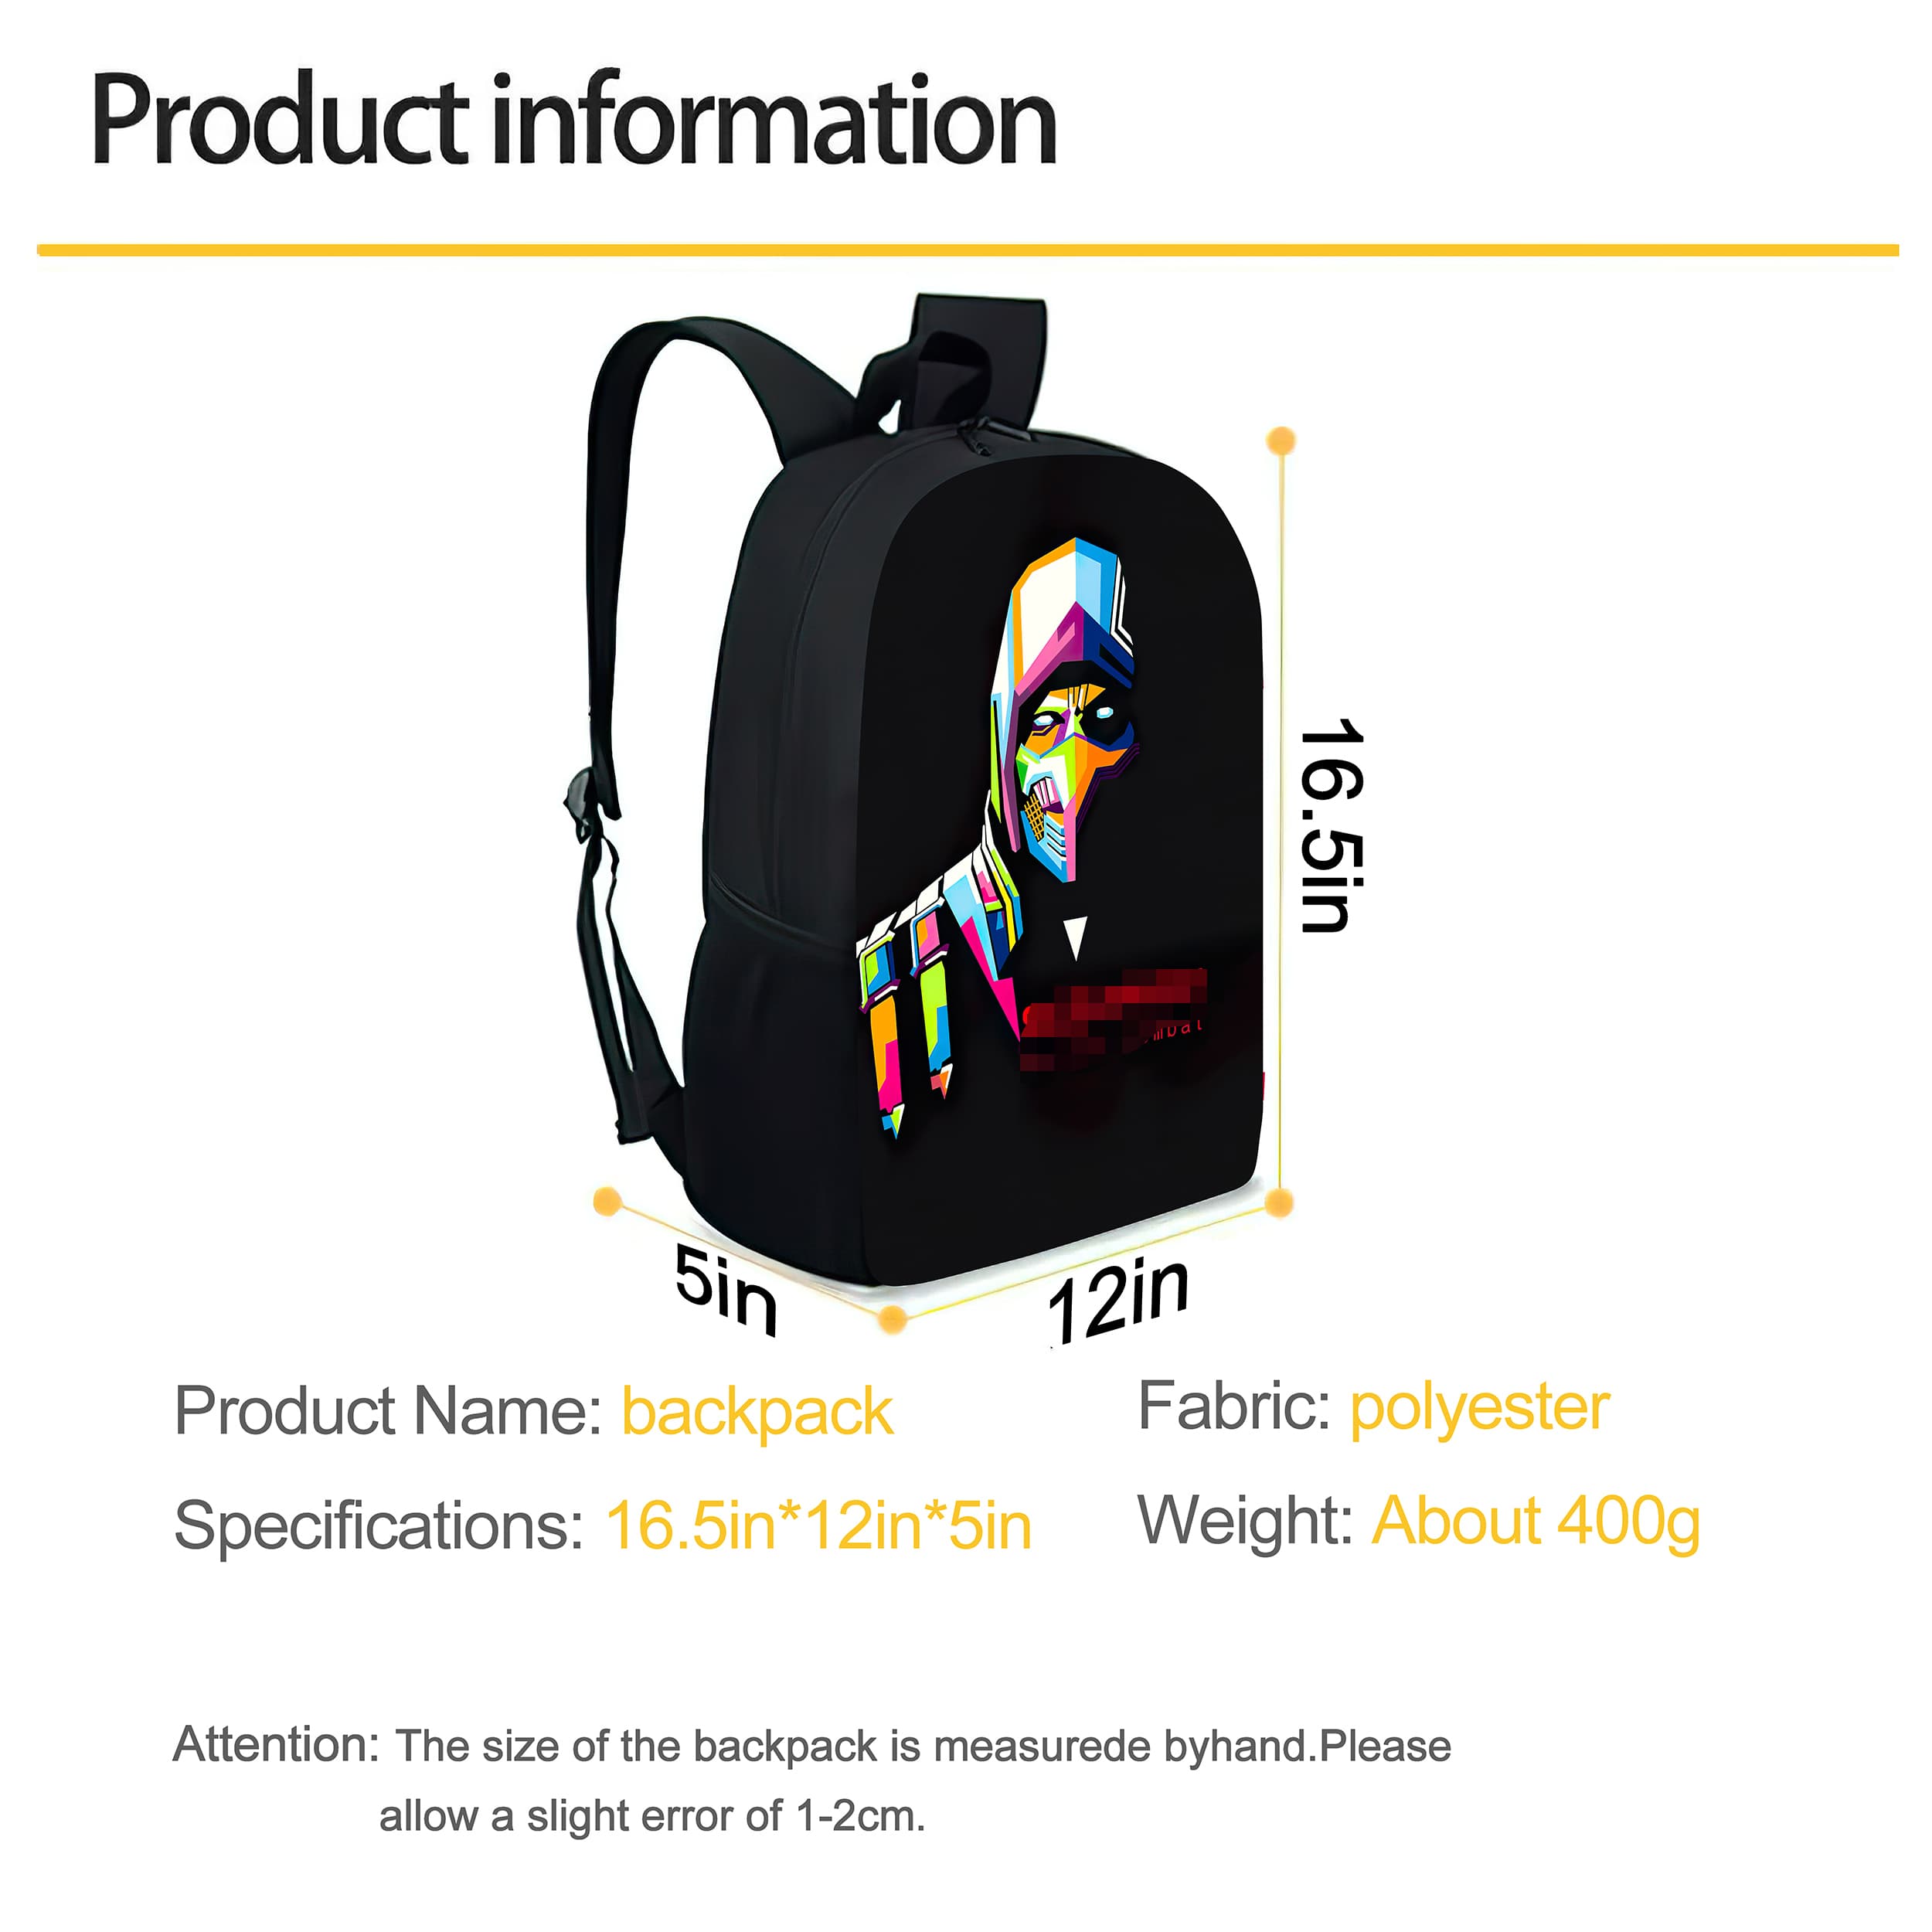 Product information
16.5in
5in
12in
Product Name: backpack
Fabric: polyester
Specifications: 16.5in*12in*5in
Weight: About 400g
Attention: The size of the backpack is measurede byhand.Please
allow a slight error of 1-2cm.